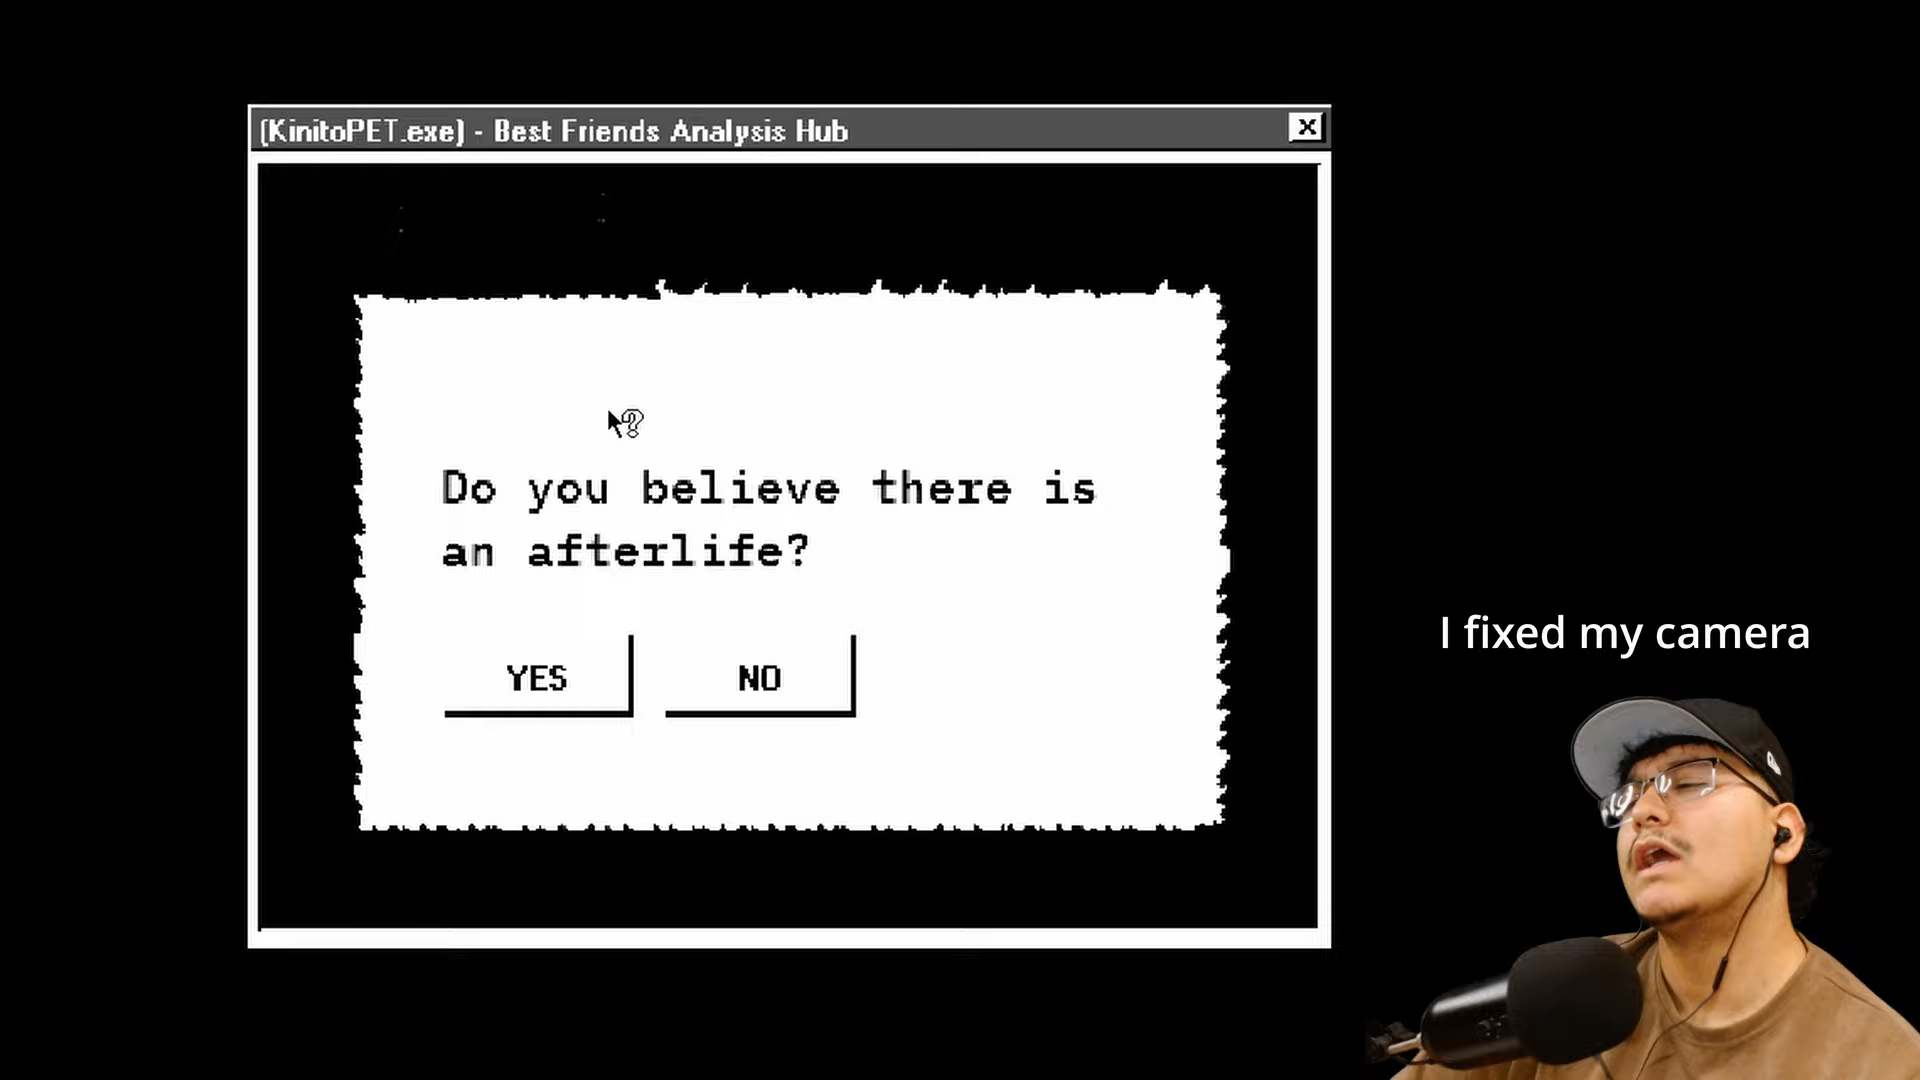 (KinitoPET.exe) - Best Friends Analysis Hub
Do you believe there is
an afterlife?
YES
NO
I fixed my camera